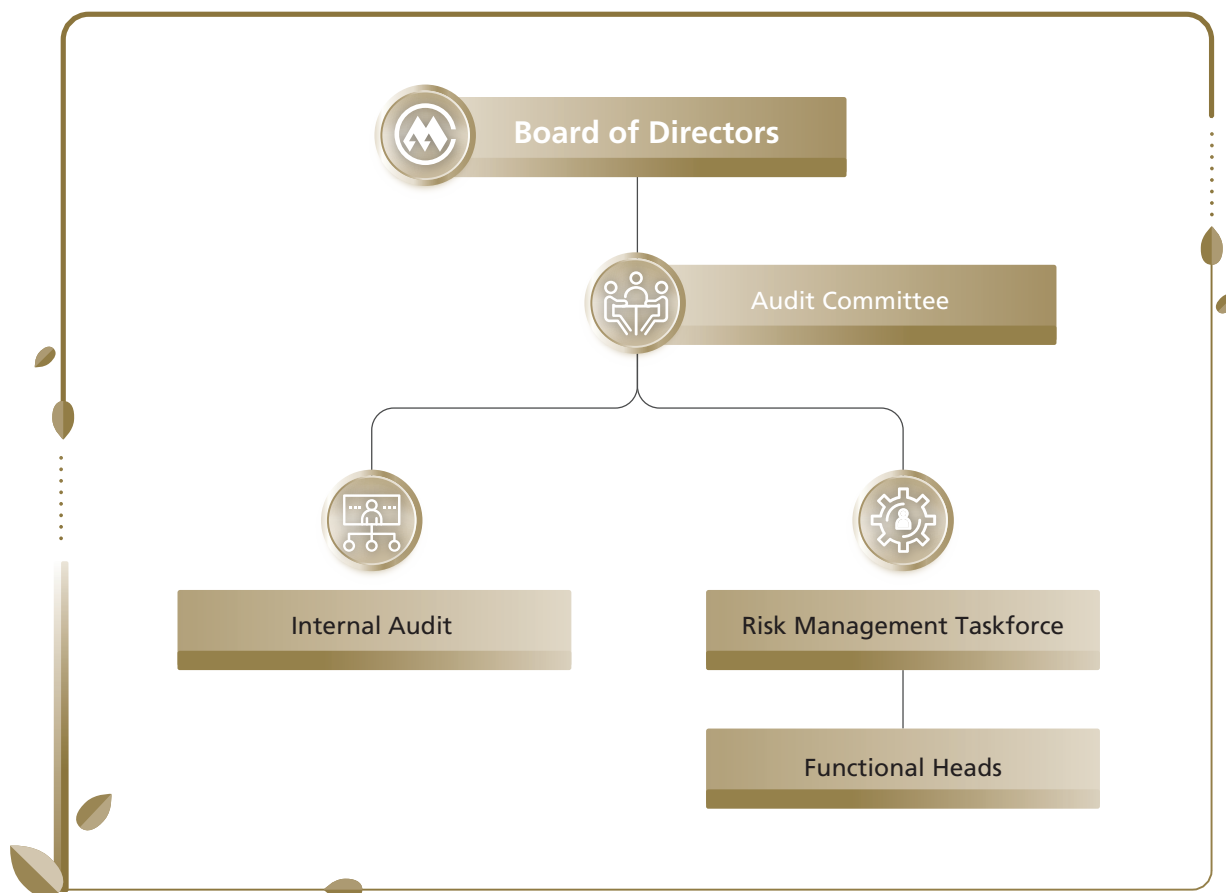 Board of Directors
Audit Committee
Internal Audit
Risk Management Taskforce
Functional Heads